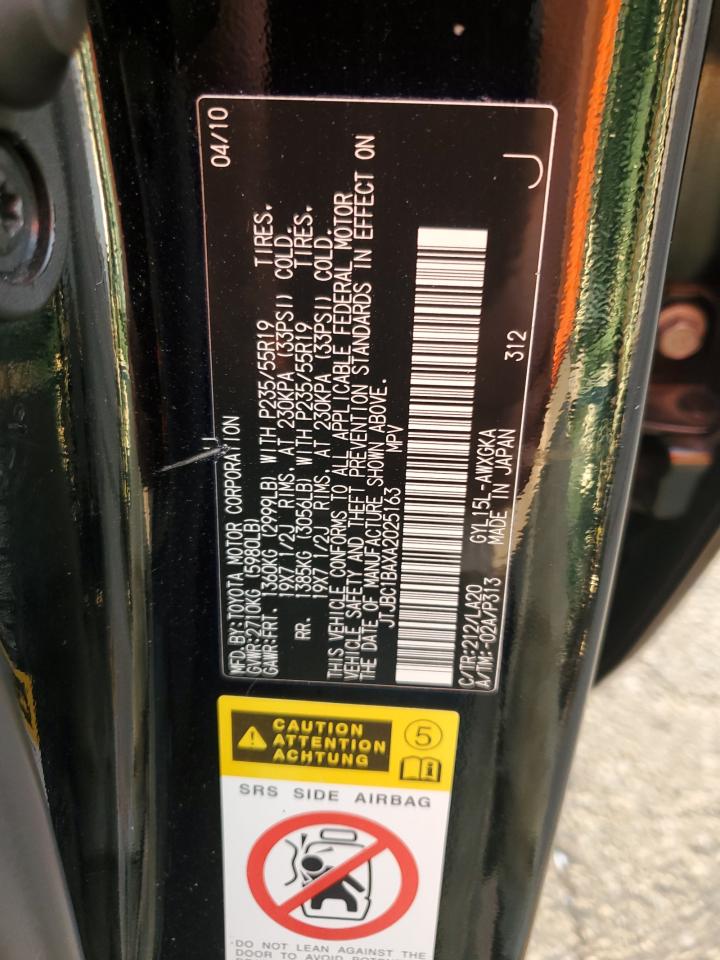 MFD.BY:TOYOTA MOTOR CORPORATION 04/10
GVWR:2710KG (5980LB)
GAWR:FRT. 1360KG (2999LB) WITH P235/55R19 TIRES.
19X7 1/2J RIMS, AT 230KPA (33PSI) COLD.
RR. 1385KG (3056LB) WITH P235/55R19 TIRES.
19X7 1/2J RIMS, AT 230KPA (33PSI) COLD.
THIS VEHICLE CONFORMS TO ALL APPLICABLE FEDERAL MOTOR
VEHICLE SAFETY AND THEFT PREVENTION STANDARDS IN EFFECT ON
THE DATE OF MANUFACTURE SHOWN ABOVE.
JTJBC1BAXA2025163 MPV
C/TR:212/LA20 GYL15L-AWXGKA
A/TM:-02A/P313 MADE IN JAPAN 312 J
CAUTION
ATTENTION
ACHTUNG
5
i
SRS SIDE AIRBAG
DO NOT LEAN AGAINST THE
DOOR TO AVOID